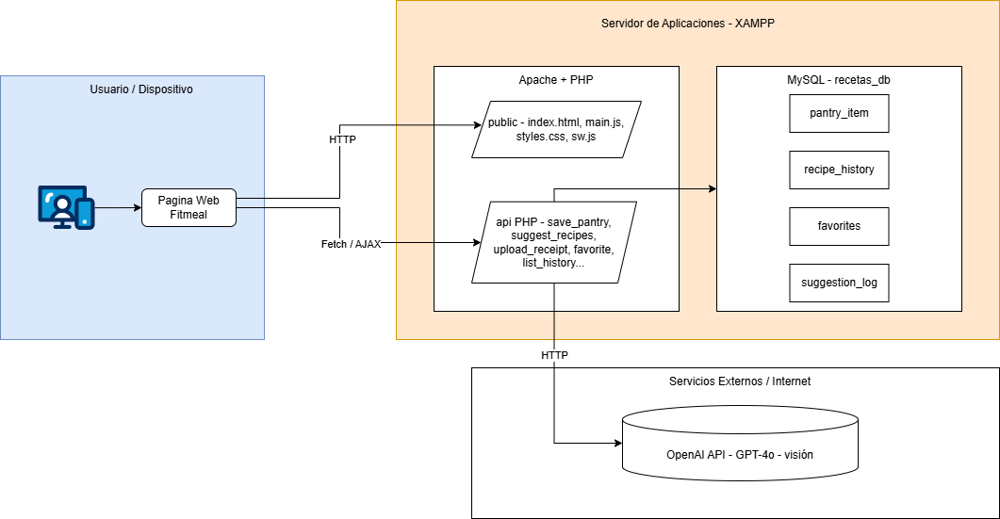 Servidor de Aplicaciones - XAMPP
Usuario / Dispositivo
Pagina Web
Fitmeal
HTTP
Fetch / AJAX
Apache + PHP
public - index.html, main.js,
styles.css, sw.js
api PHP - save_pantry,
suggest_recipes,
upload_receipt, favorite,
list_history...
MySQL - recetas_db
pantry_item
recipe_history
favorites
suggestion_log
HTTP
Servicios Externos / Internet
OpenAI API - GPT-4o - visión